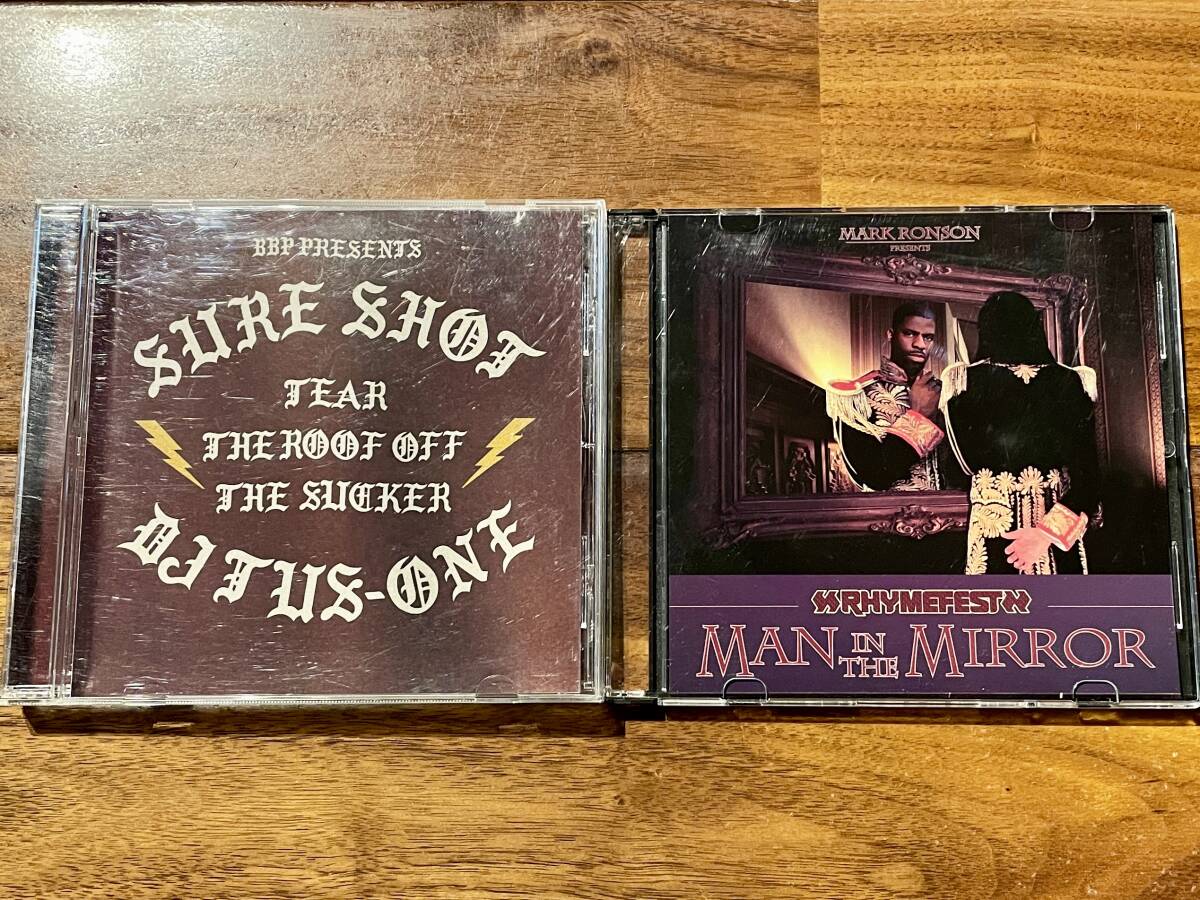 BBP PRESENTS
SURE SHOT
TEAR
THE ROOF OFF
THE SUCKER
DJ TUS-ONE
MARK RONSON
PRESENTS
RHYMEFEST
MAN IN THE MIRROR